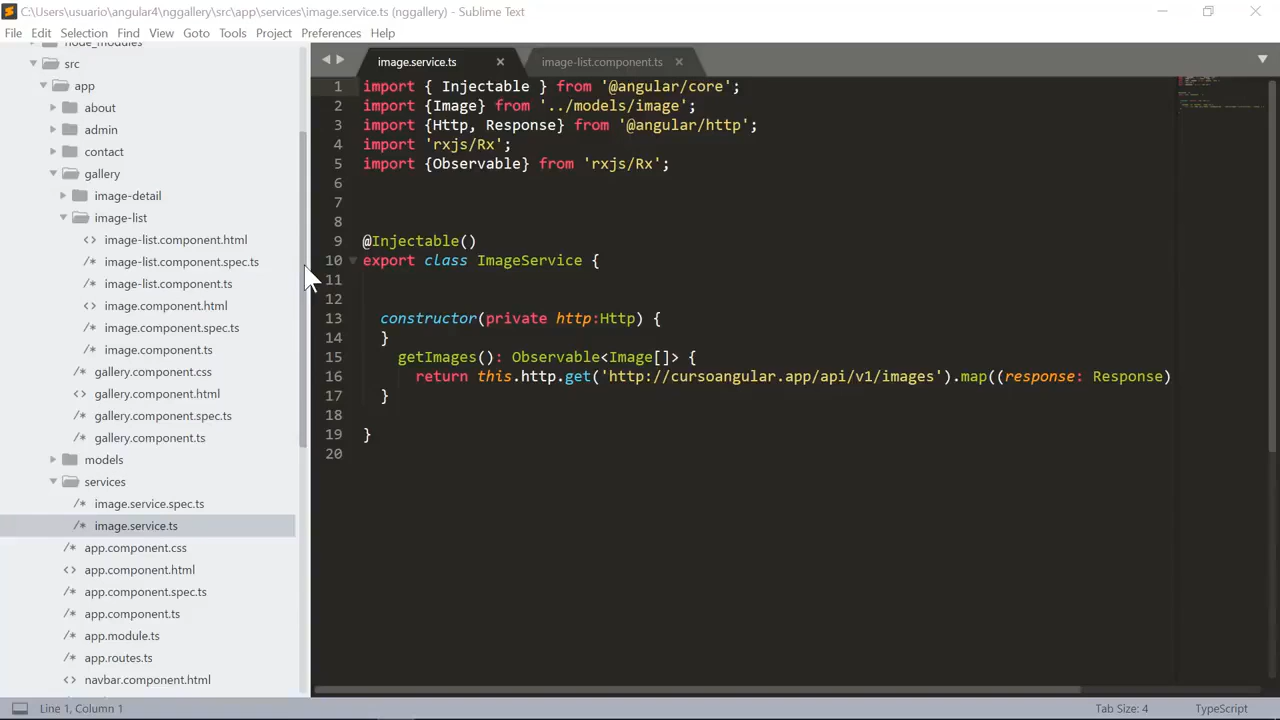 C:\Users\usuario\angular4\nggallery\src\app\services\image.service.ts (nggallery) - Sublime Text
File Edit Selection Find View Goto Tools Project Preferences Help
node_modules
src
app
about
admin
contact
gallery
image-detail
image-list
image-list.component.html
image-list.component.spec.ts
image-list.component.ts
image.component.html
image.component.spec.ts
image.component.ts
gallery.component.css
gallery.component.html
gallery.component.spec.ts
gallery.component.ts
models
services
image.service.spec.ts
image.service.ts
app.component.css
app.component.html
app.component.spec.ts
app.component.ts
app.module.ts
app.routes.ts
navbar.component.html
image.service.ts image-list.component.ts
1 import { Injectable } from '@angular/core';
2 import {Image} from '../models/image';
3 import {Http, Response} from '@angular/http';
4 import 'rxjs/Rx';
5 import {Observable} from 'rxjs/Rx';
6
7
8
9 @Injectable()
10 export class ImageService {
11
12
13 constructor(private http:Http) {
14 }
15 getImages(): Observable<Image[]> {
16 return this.http.get('http://cursoangular.app/api/v1/images').map((response: Response)
17 }
18
19 }
20
Line 1, Column 1 Tab Size: 4 TypeScript